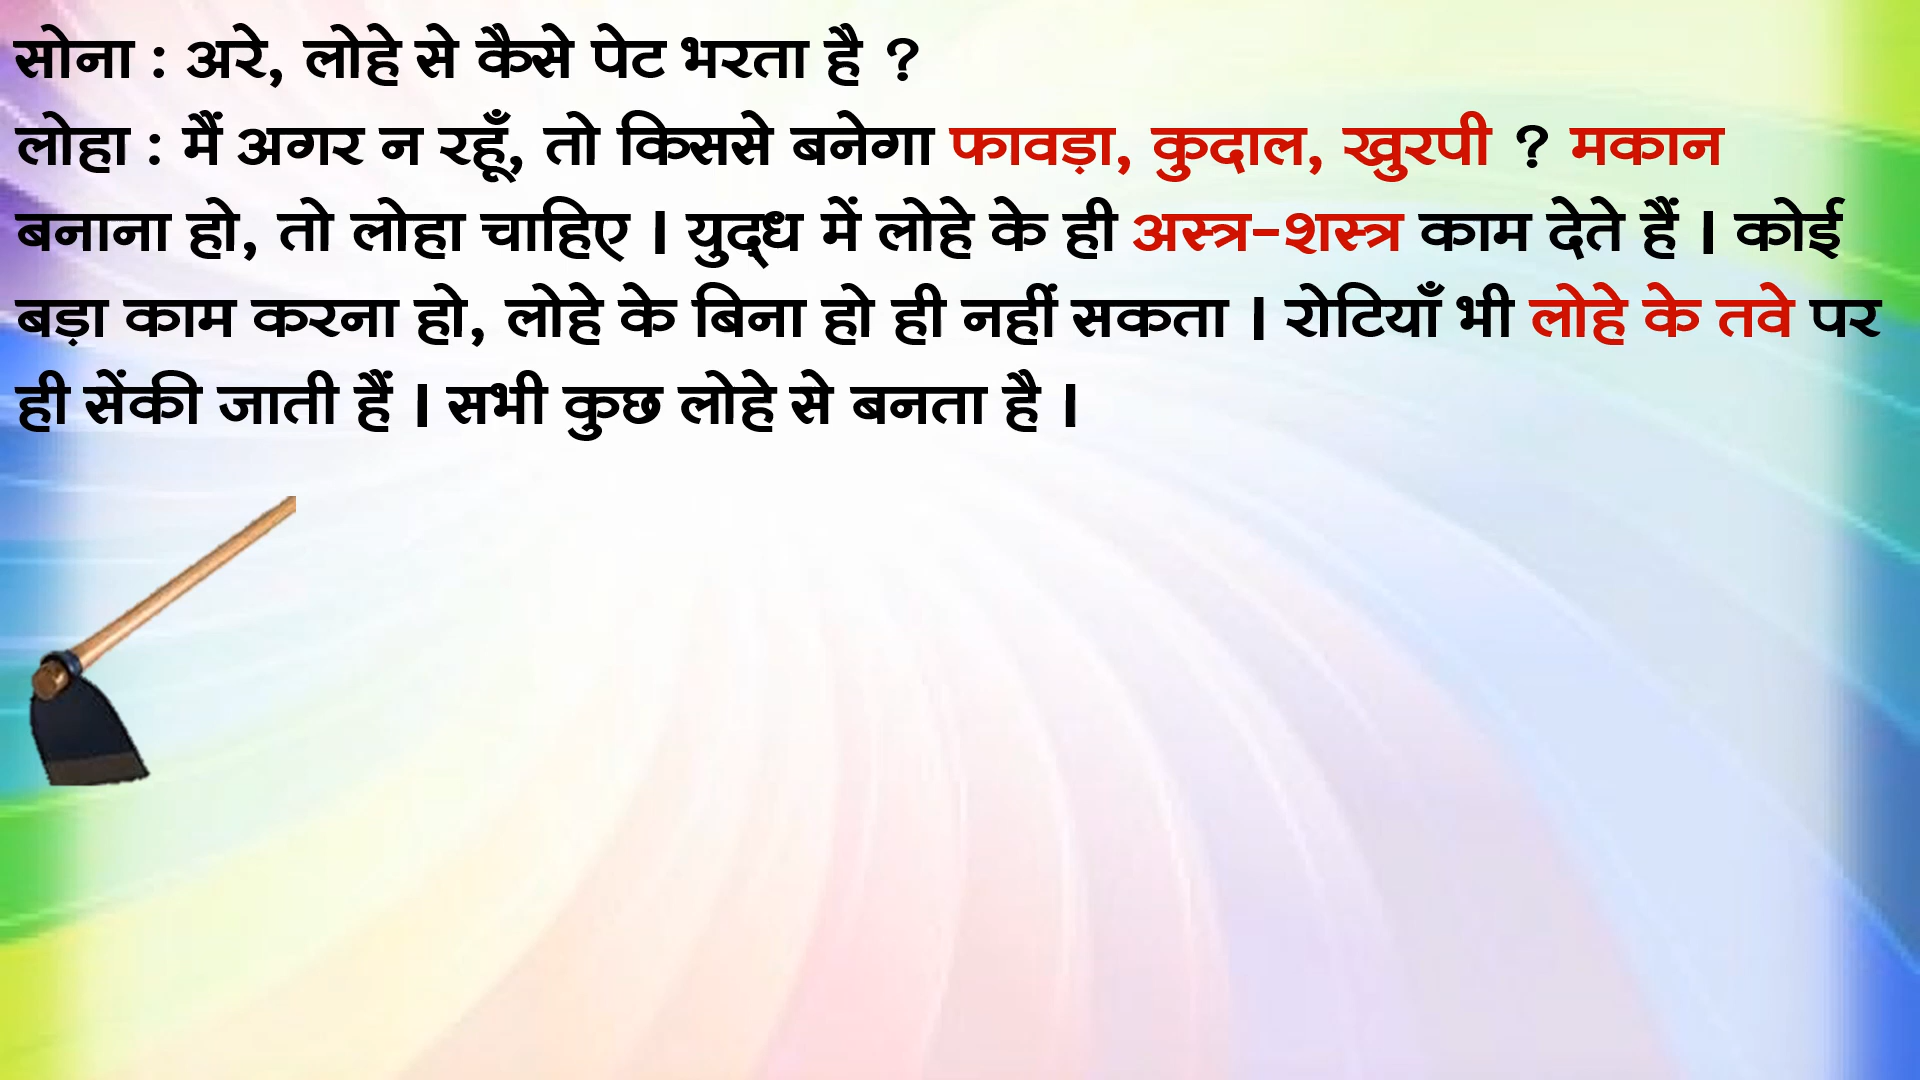 सोना : अरे, लोहे से कैसे पेट भरता है ?
लोहा : मैं अगर न रहूँ, तो किससे बनेगा फावड़ा, कुदाल, खुरपी ? मकान
बनाना हो, तो लोहा चाहिए । युद्ध में लोहे के ही अस्त्र-शस्त्र काम देते हैं । कोई
बड़ा काम करना हो, लोहे के बिना हो ही नहीं सकता । रोटियाँ भी लोहे के तवे पर
ही सेंकी जाती हैं । सभी कुछ लोहे से बनता है ।